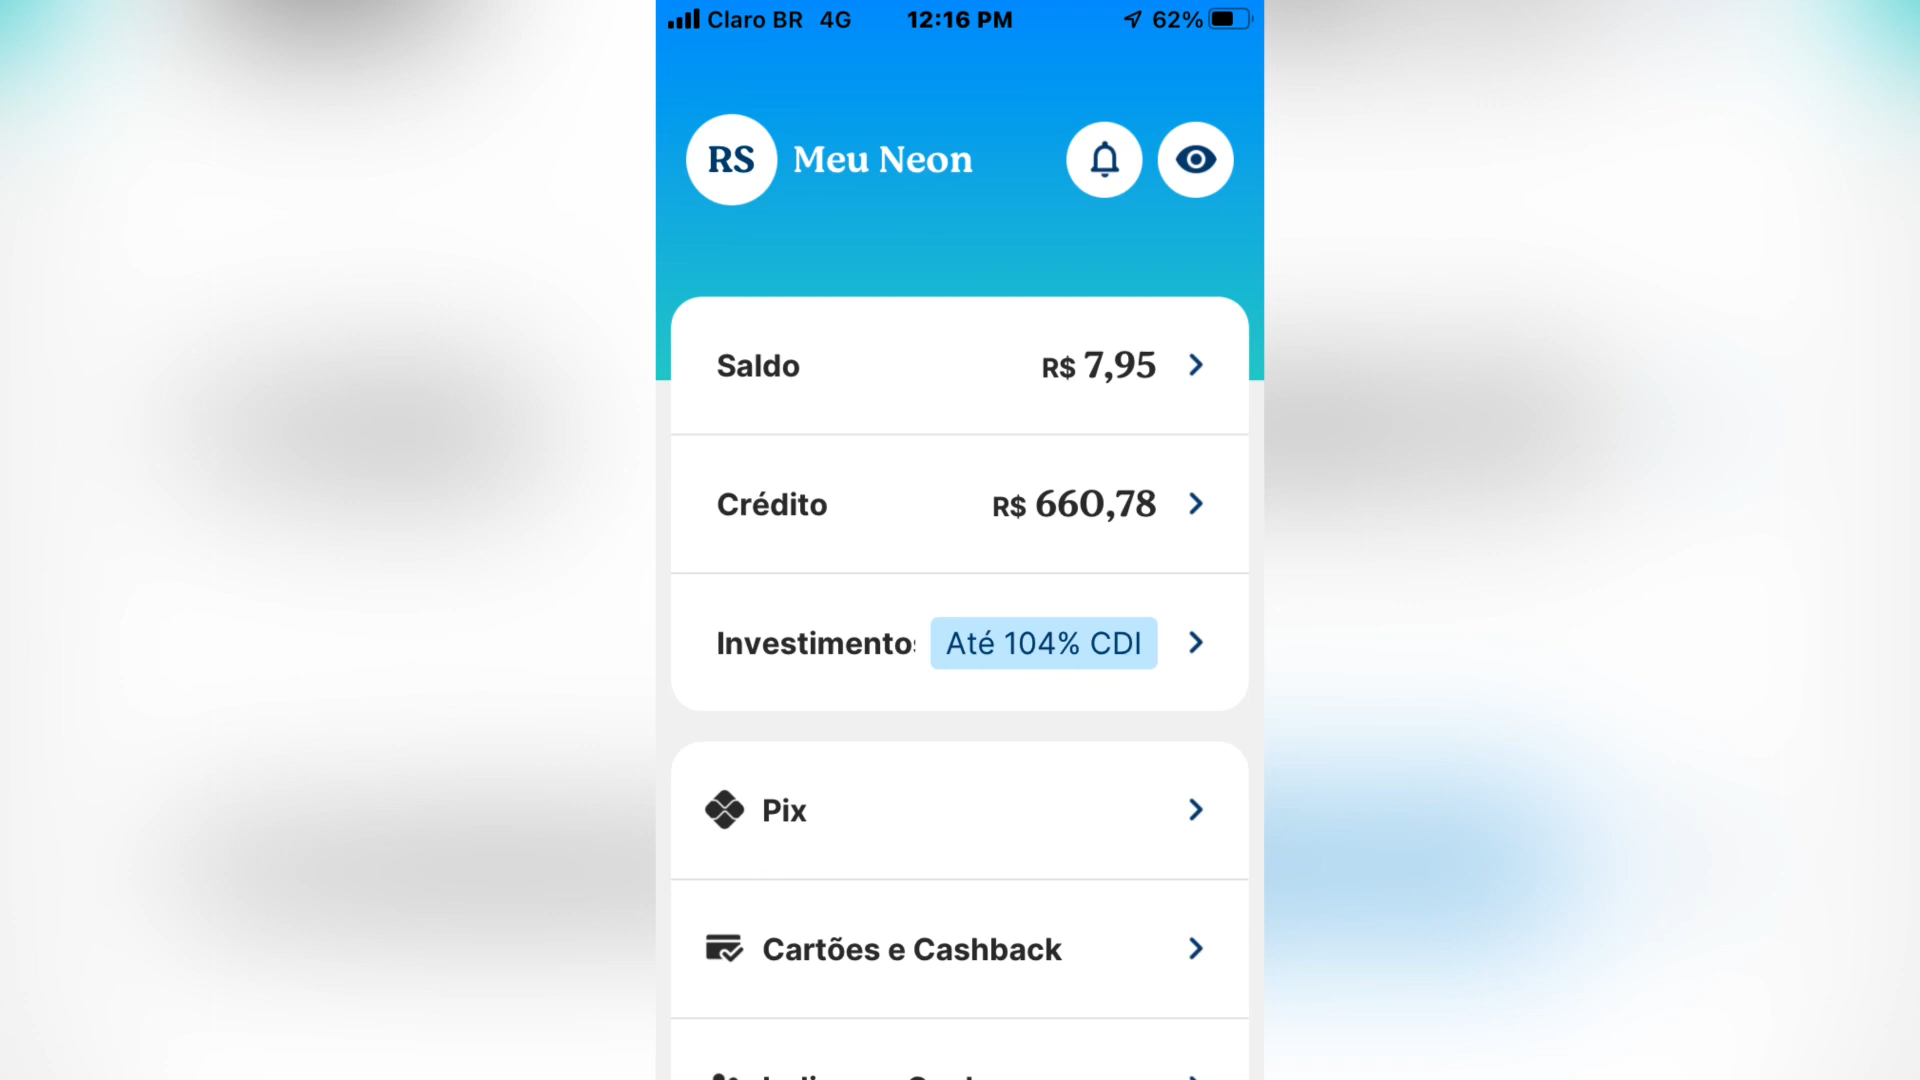 Claro BR 4G 12:16 PM 62%
RS Meu Neon
Saldo R$ 7,95
Crédito R$ 660,78
Investimento Até 104% CDI
Pix
Cartões e Cashback